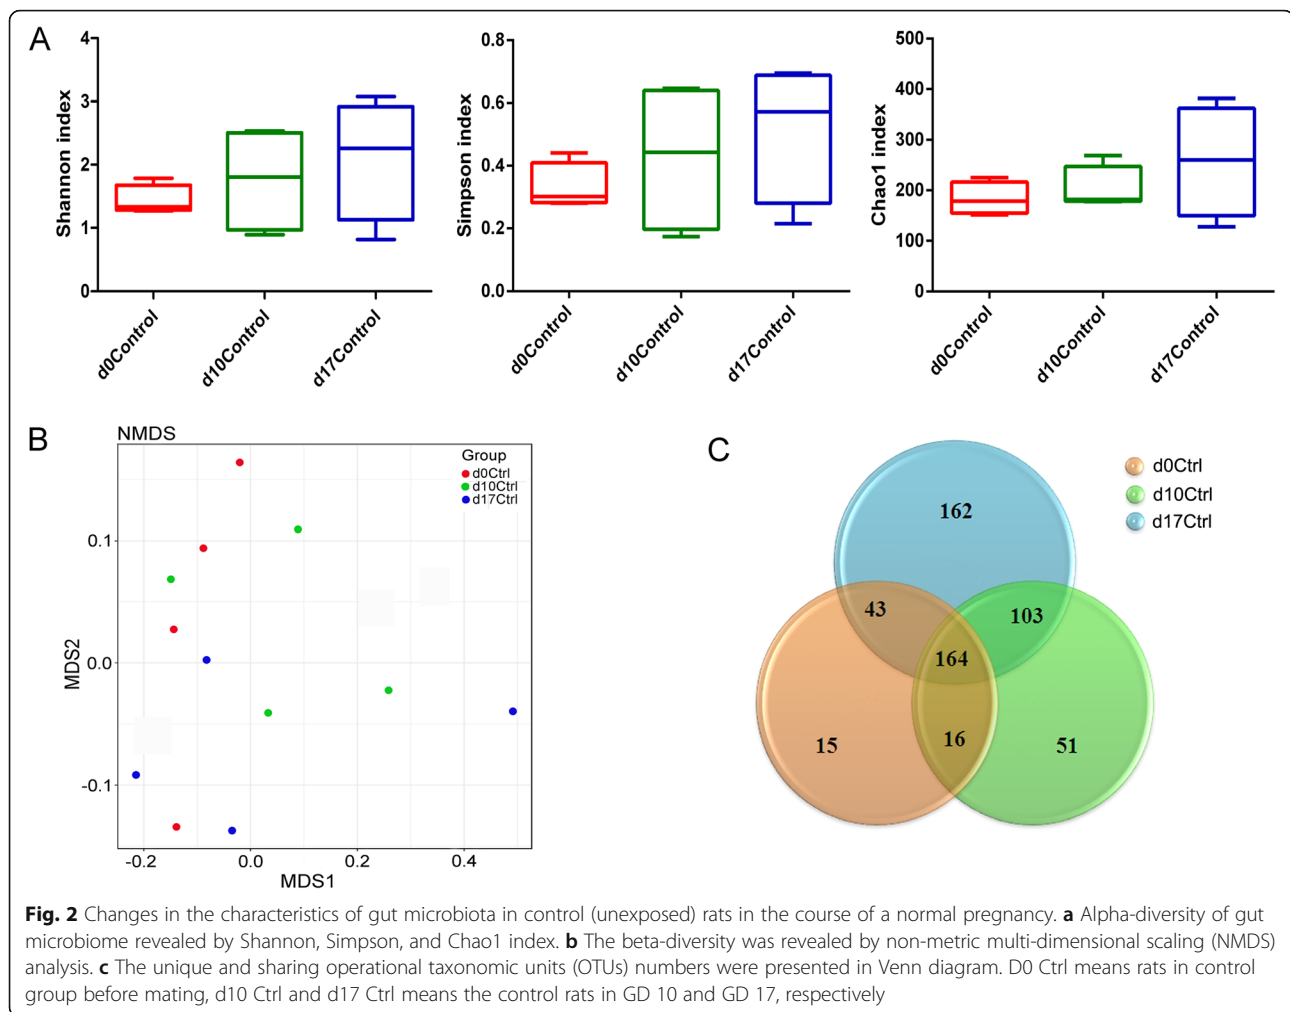 A
Shannon index
4
3
2
1
0
d0Control
d10Control
d17Control
Simpson index
0.8
0.6
0.4
0.2
0.0
d0Control
d10Control
d17Control
Chao1 index
500
400
300
200
100
0
d0Control
d10Control
d17Control
B
NMDS
Group
d0Ctrl
d10Ctrl
d17Ctrl
MDS2
0.1
0.0
-0.1
-0.2
0.0
0.2
0.4
MDS1
C
d0Ctrl
d10Ctrl
d17Ctrl
162
43
103
164
15
16
51
Fig. 2 Changes in the characteristics of gut microbiota in control (unexposed) rats in the course of a normal pregnancy. a Alpha-diversity of gut
microbiome revealed by Shannon, Simpson, and Chao1 index. b The beta-diversity was revealed by non-metric multi-dimensional scaling (NMDS)
analysis. c The unique and sharing operational taxonomic units (OTUs) numbers were presented in Venn diagram. D0 Ctrl means rats in control
group before mating, d10 Ctrl and d17 Ctrl means the control rats in GD 10 and GD 17, respectively